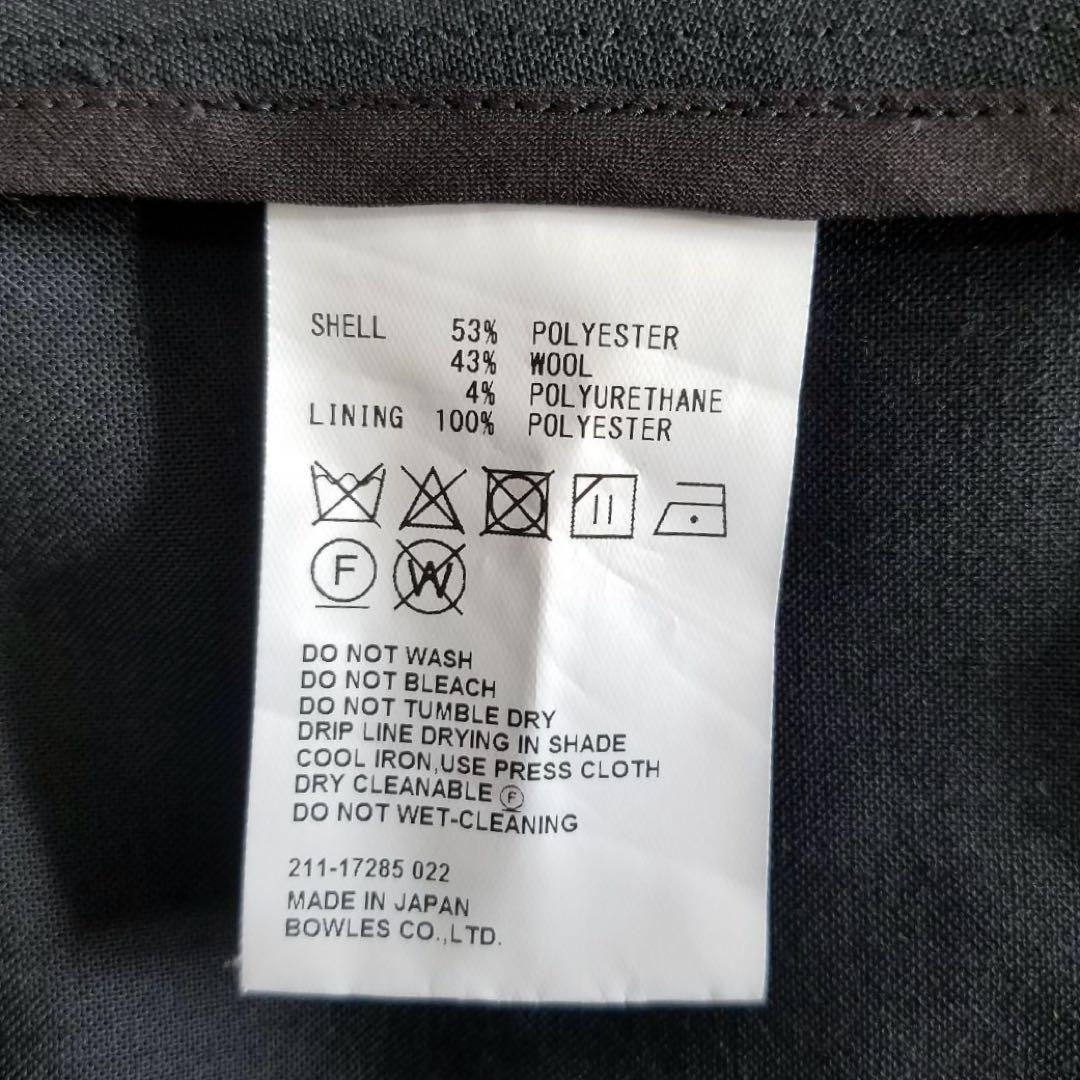 SHELL 53% POLYESTER
43% WOOL
4% POLYURETHANE
LINING 100% POLYESTER
F W
DO NOT WASH
DO NOT BLEACH
DO NOT TUMBLE DRY
DRIP LINE DRYING IN SHADE
COOL IRON,USE PRESS CLOTH
DRY CLEANABLE Ⓕ
DO NOT WET-CLEANING
211-17285 022
MADE IN JAPAN
BOWLES CO.,LTD.